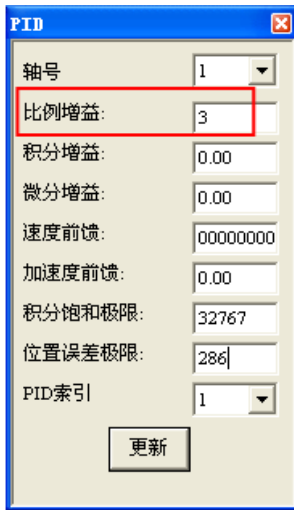 PID
轴号 1
比例增益: 3
积分增益: 0.00
微分增益: 0.00
速度前馈: 00000000
加速度前馈: 0.00
积分饱和极限: 32767
位置误差极限: 286
PID索引 1
更新